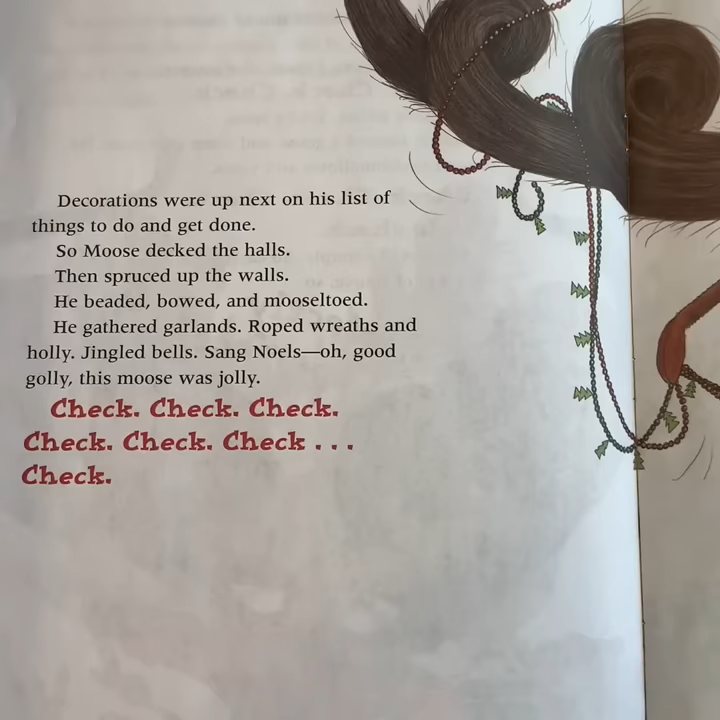 Decorations were up next on his list of
things to do and get done.
So Moose decked the halls.
Then spruced up the walls.
He beaded, bowed, and mooseltoed.
He gathered garlands. Roped wreaths and
holly. Jingled bells. Sang Noels—oh, good
golly, this moose was jolly.
Check. Check. Check.
Check. Check. Check . . .
Check.